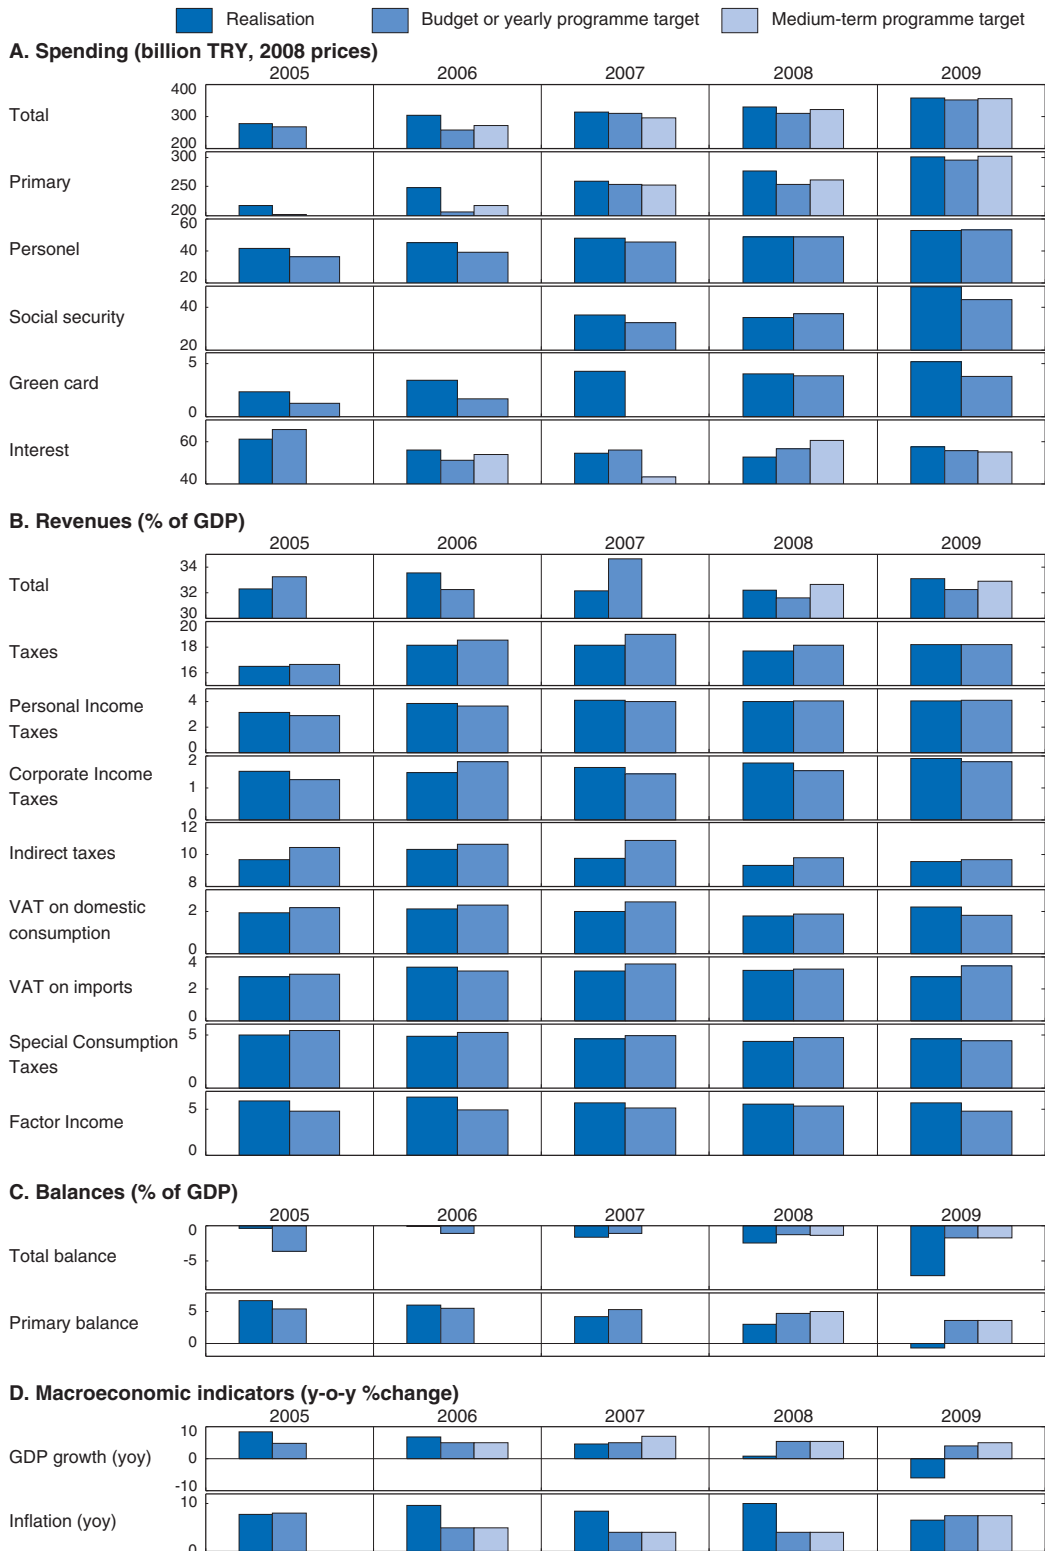 Realisation Budget or yearly programme target Medium-term programme target
A. Spending (billion TRY, 2008 prices)
2005 2006 2007 2008 2009
400
Total 300
200
300
Primary 250
200
60
Personel 40
20
Social security 40
20
5
Green card
0
Interest 60
40
B. Revenues (% of GDP)
2005 2006 2007 2008 2009
34
Total 32
30
20
Taxes 18
16
Personal Income 4
Taxes 2
0
2
Corporate Income
Taxes 1
0
12
Indirect taxes 10
8
VAT on domestic 2
consumption
0
4
VAT on imports 2
0
5
Special Consumption
Taxes
0
5
Factor Income
0
C. Balances (% of GDP)
2005 2006 2007 2008 2009
0
Total balance
-5
5
Primary balance
0
D. Macroeconomic indicators (y-o-y %change)
2005 2006 2007 2008 2009
10
GDP growth (yoy) 0
-10
10
Inflation (yoy)
0